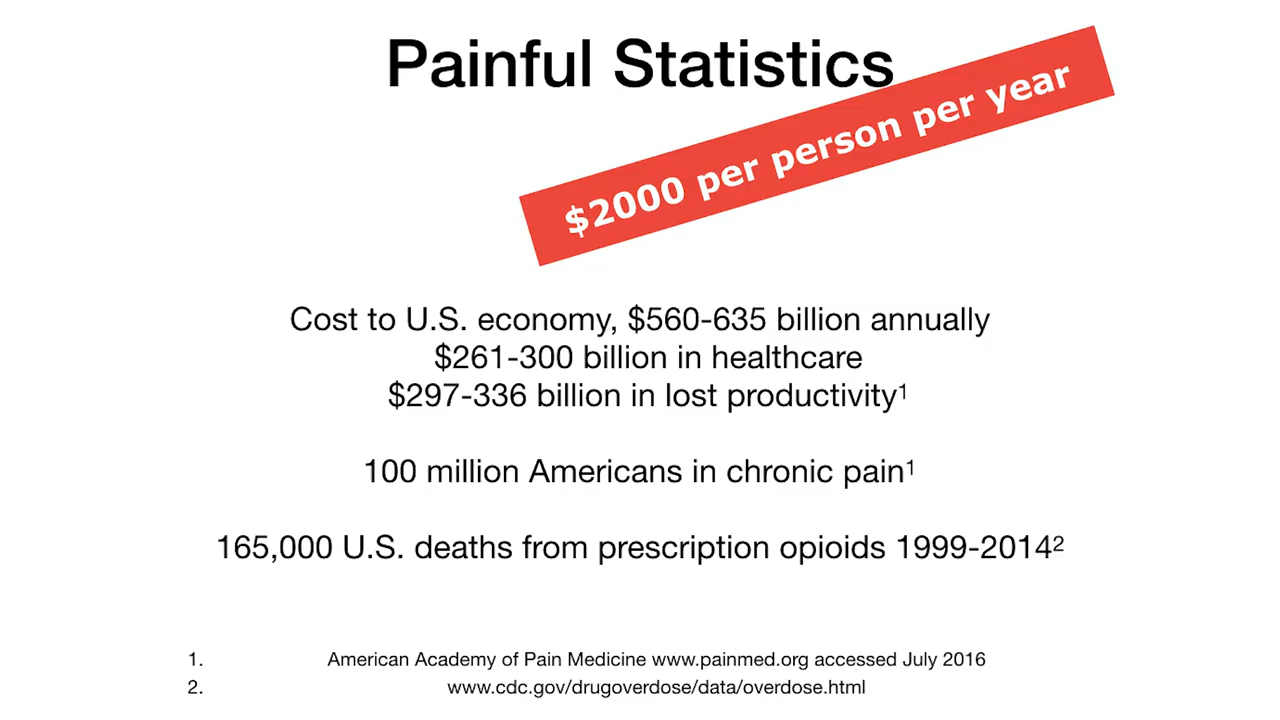 Painful Statistics
$2000 per person per year
Cost to U.S. economy, $560-635 billion annually
$261-300 billion in healthcare
$297-336 billion in lost productivity¹
100 million Americans in chronic pain¹
165,000 U.S. deaths from prescription opioids 1999-2014²
1. American Academy of Pain Medicine www.painmed.org accessed July 2016
2. www.cdc.gov/drugoverdose/data/overdose.html